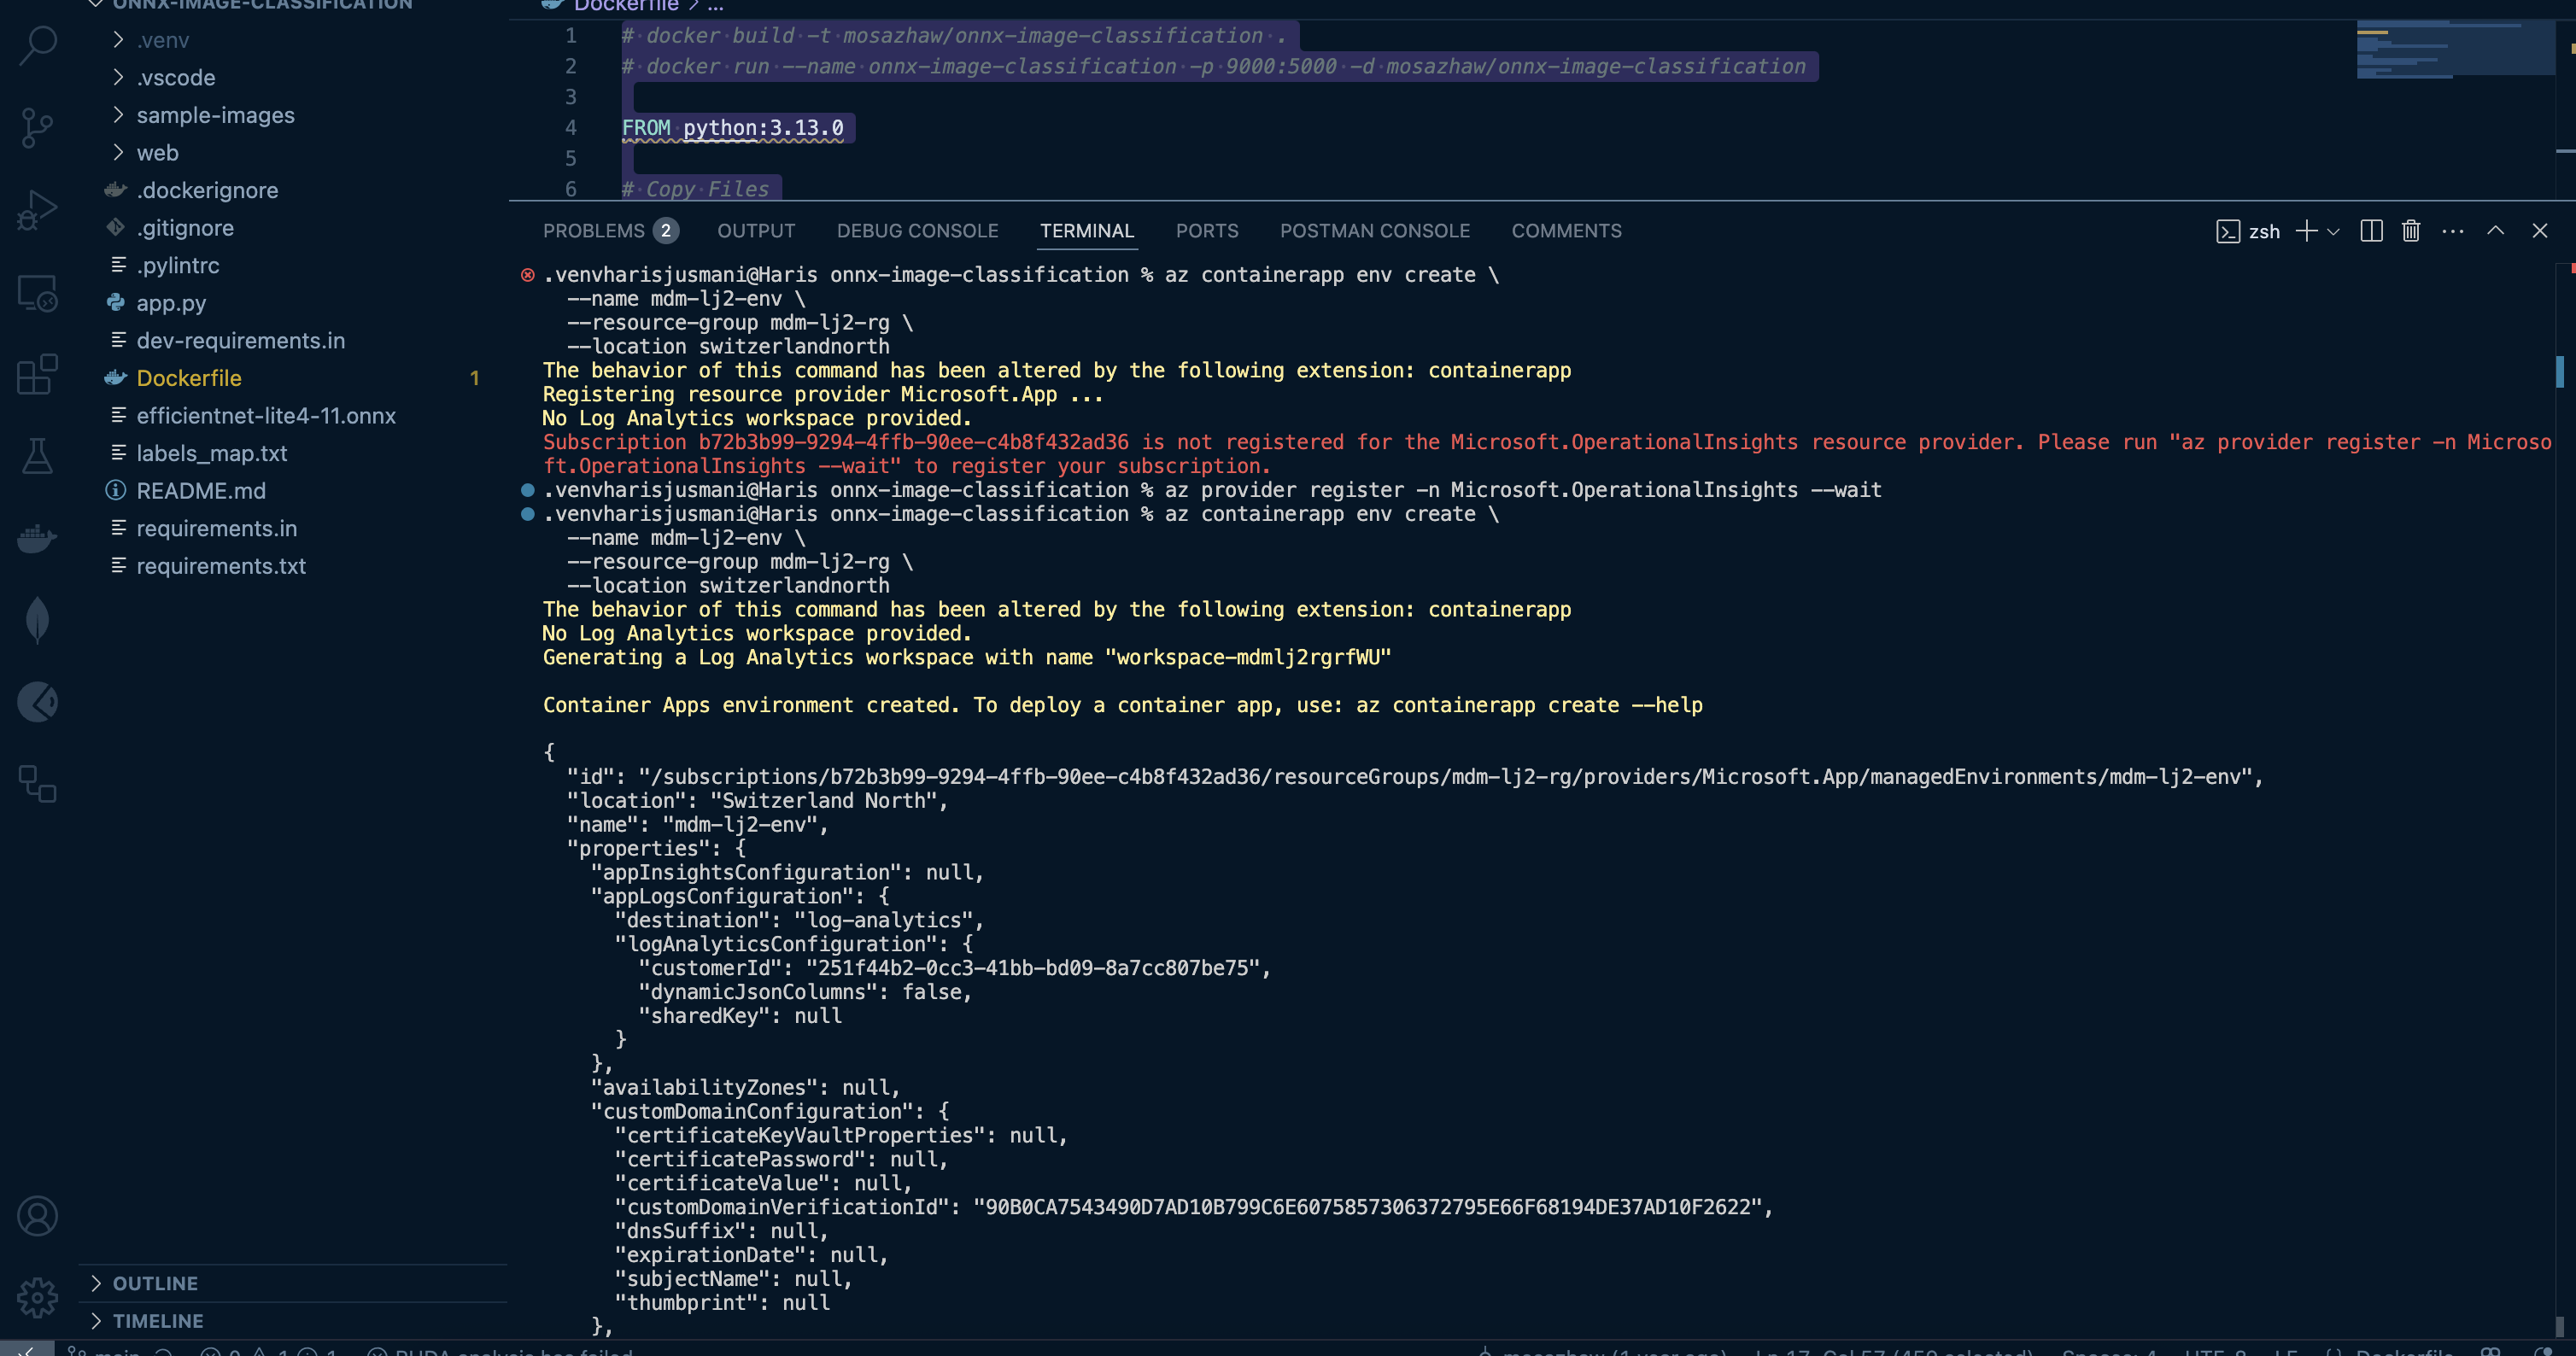 ONNX-IMAGE-CLASSIFICATION
.venv
.vscode
sample-images
web
.dockerignore
.gitignore
.pylintrc
app.py
dev-requirements.in
Dockerfile 1
efficientnet-lite4-11.onnx
labels_map.txt
README.md
requirements.in
requirements.txt
OUTLINE
TIMELINE
Dockerfile > ...
1 # docker build -t mosazhaw/onnx-image-classification .
2 # docker run --name onnx-image-classification -p 9000:5000 -d mosazhaw/onnx-image-classification
3
4 FROM python:3.13.0
5
6 # Copy Files
PROBLEMS 2 OUTPUT DEBUG CONSOLE TERMINAL PORTS POSTMAN CONSOLE COMMENTS zsh
.venvharisjusmani@Haris onnx-image-classification % az containerapp env create \
--name mdm-lj2-env \
--resource-group mdm-lj2-rg \
--location switzerlandnorth
The behavior of this command has been altered by the following extension: containerapp
Registering resource provider Microsoft.App ...
No Log Analytics workspace provided.
Subscription b72b3b99-9294-4ffb-90ee-c4b8f432ad36 is not registered for the Microsoft.OperationalInsights resource provider. Please run "az provider register -n Microso
ft.OperationalInsights --wait" to register your subscription.
.venvharisjusmani@Haris onnx-image-classification % az provider register -n Microsoft.OperationalInsights --wait
.venvharisjusmani@Haris onnx-image-classification % az containerapp env create \
--name mdm-lj2-env \
--resource-group mdm-lj2-rg \
--location switzerlandnorth
The behavior of this command has been altered by the following extension: containerapp
No Log Analytics workspace provided.
Generating a Log Analytics workspace with name "workspace-mdmlj2rgrfWU"
Container Apps environment created. To deploy a container app, use: az containerapp create --help
{
"id": "/subscriptions/b72b3b99-9294-4ffb-90ee-c4b8f432ad36/resourceGroups/mdm-lj2-rg/providers/Microsoft.App/managedEnvironments/mdm-lj2-env",
"location": "Switzerland North",
"name": "mdm-lj2-env",
"properties": {
"appInsightsConfiguration": null,
"appLogsConfiguration": {
"destination": "log-analytics",
"logAnalyticsConfiguration": {
"customerId": "251f44b2-0cc3-41bb-bd09-8a7cc807be75",
"dynamicJsonColumns": false,
"sharedKey": null
}
},
"availabilityZones": null,
"customDomainConfiguration": {
"certificateKeyVaultProperties": null,
"certificatePassword": null,
"certificateValue": null,
"customDomainVerificationId": "90B0CA7543490D7AD10B799C6E6075857306372795E66F68194DE37AD10F2622",
"dnsSuffix": null,
"expirationDate": null,
"subjectName": null,
"thumbprint": null
},